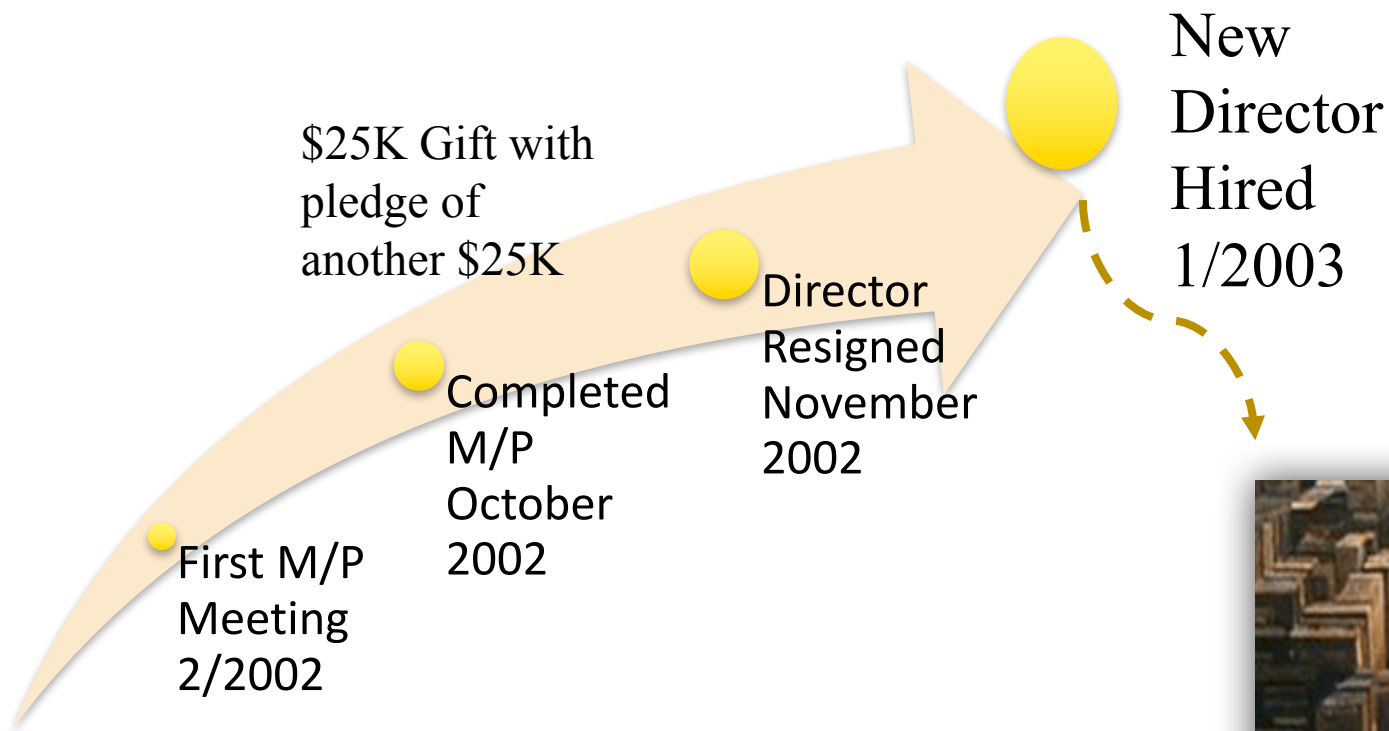 $25K Gift with
pledge of
another $25K
First M/P
Meeting
2/2002
Completed
M/P
October
2002
Director
Resigned
November
2002
New
Director
Hired
1/2003